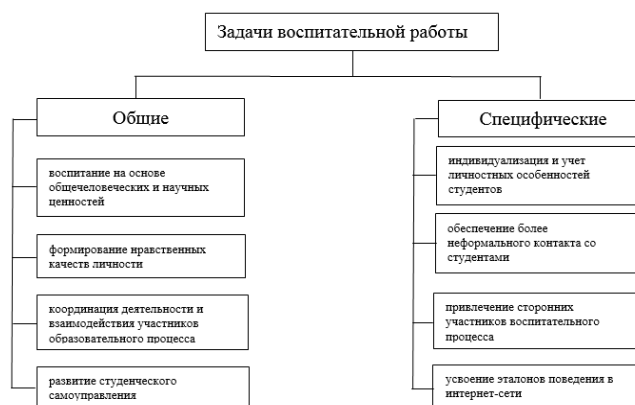 Задачи воспитательной работы
Общие
воспитание на основе
общечеловеческих и научных
ценностей
формирование нравственных
качеств личности
координация деятельности и
взаимодействия участников
образовательного процесса
развитие студенческого
самоуправления
Специфические
индивидуализация и учет
личностных особенностей
студентов
обеспечение более
неформального контакта со
студентами
привлечение сторонних
участников воспитательного
процесса
усвоение эталонов поведения в
интернет-сети